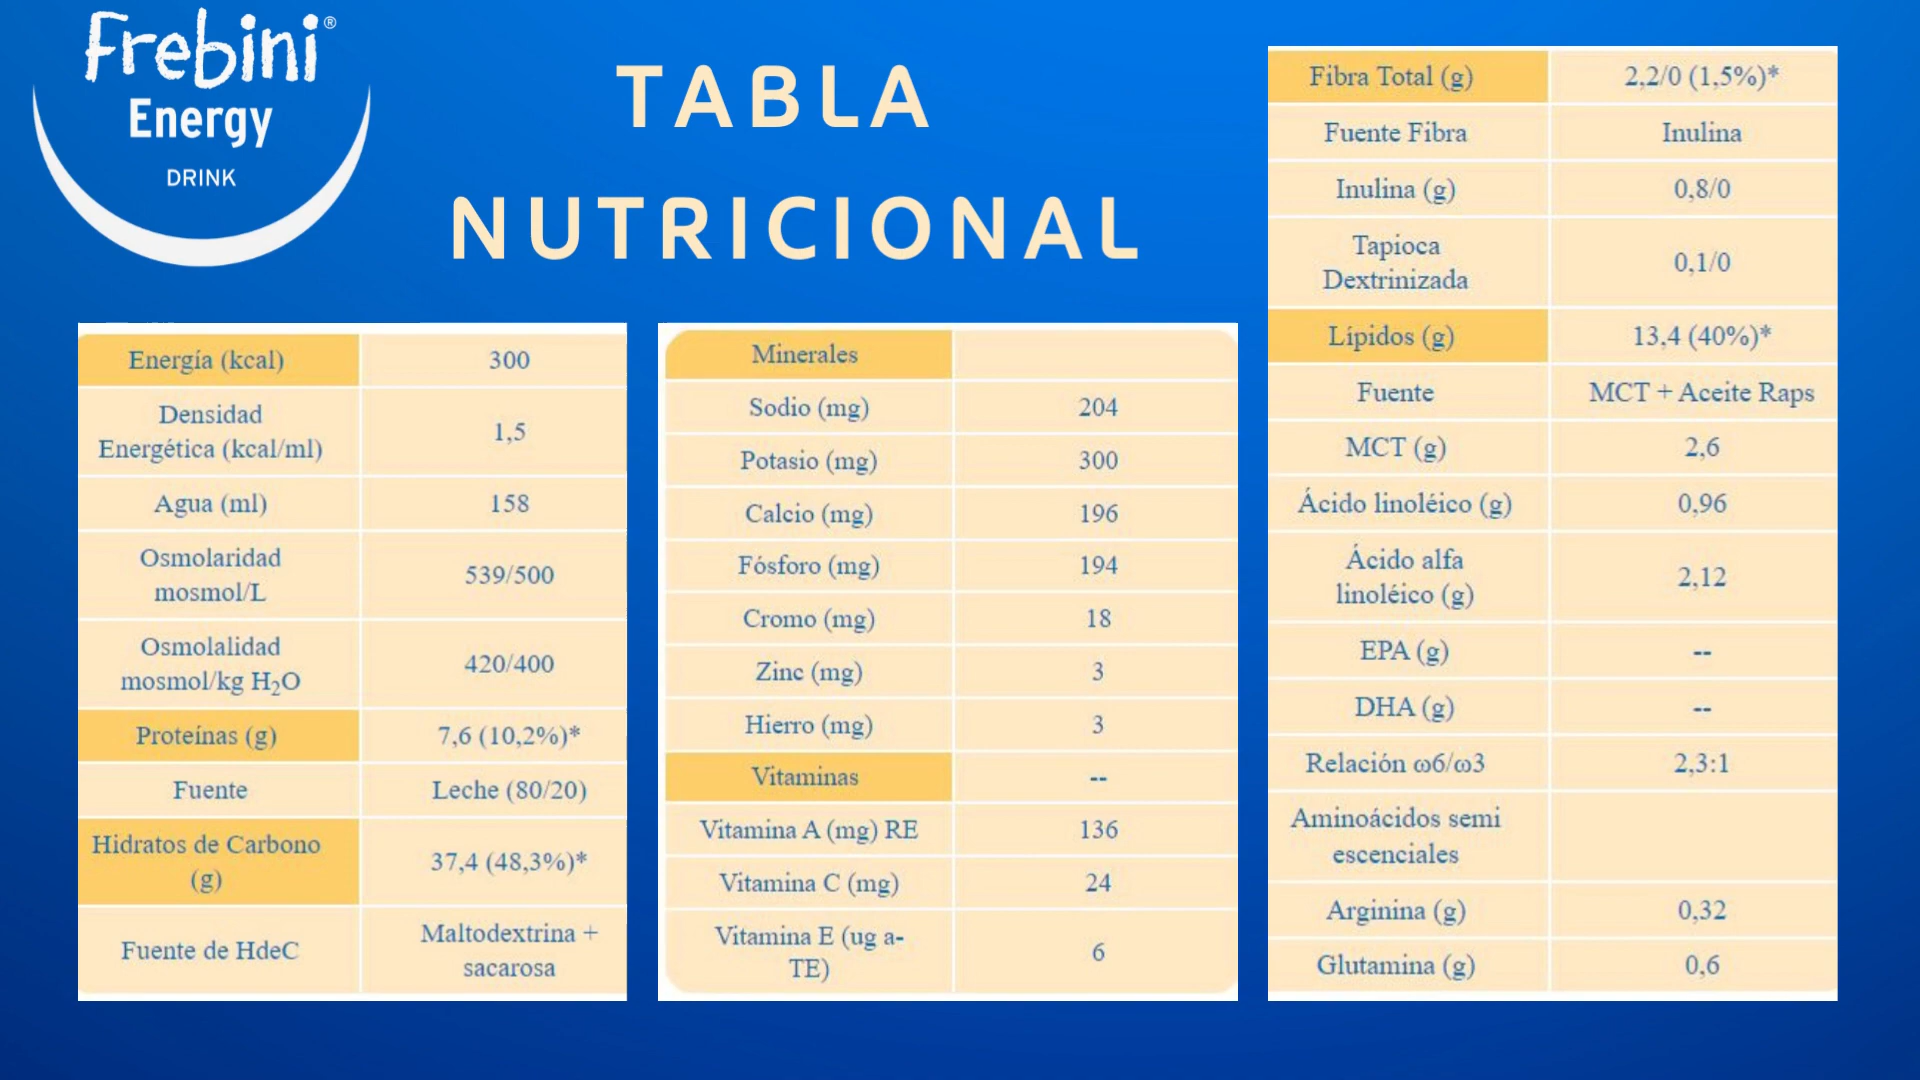 Frebini®
Energy
DRINK
TABLA
NUTRICIONAL
Energía (kcal) 300
Densidad
Energética (kcal/ml) 1,5
Agua (ml) 158
Osmolaridad
mosmol/L 539/500
Osmolalidad
mosmol/kg H₂O 420/400
Proteínas (g) 7,6 (10,2%)*
Fuente Leche (80/20)
Hidratos de Carbono
(g) 37,4 (48,3%)*
Fuente de HdeC Maltodextrina +
sacarosa
Minerales
Sodio (mg) 204
Potasio (mg) 300
Calcio (mg) 196
Fósforo (mg) 194
Cromo (mg) 18
Zinc (mg) 3
Hierro (mg) 3
Vitaminas --
Vitamina A (mg) RE 136
Vitamina C (mg) 24
Vitamina E (ug a-
TE) 6
Fibra Total (g) 2,2/0 (1,5%)*
Fuente Fibra Inulina
Inulina (g) 0,8/0
Tapioca
Dextrinizada 0,1/0
Lípidos (g) 13,4 (40%)*
Fuente MCT + Aceite Raps
MCT (g) 2,6
Ácido linoléico (g) 0,96
Ácido alfa
linoléico (g) 2,12
EPA (g) --
DHA (g) --
Relación ω6/ω3 2,3:1
Aminoácidos semi
escenciales
Arginina (g) 0,32
Glutamina (g) 0,6